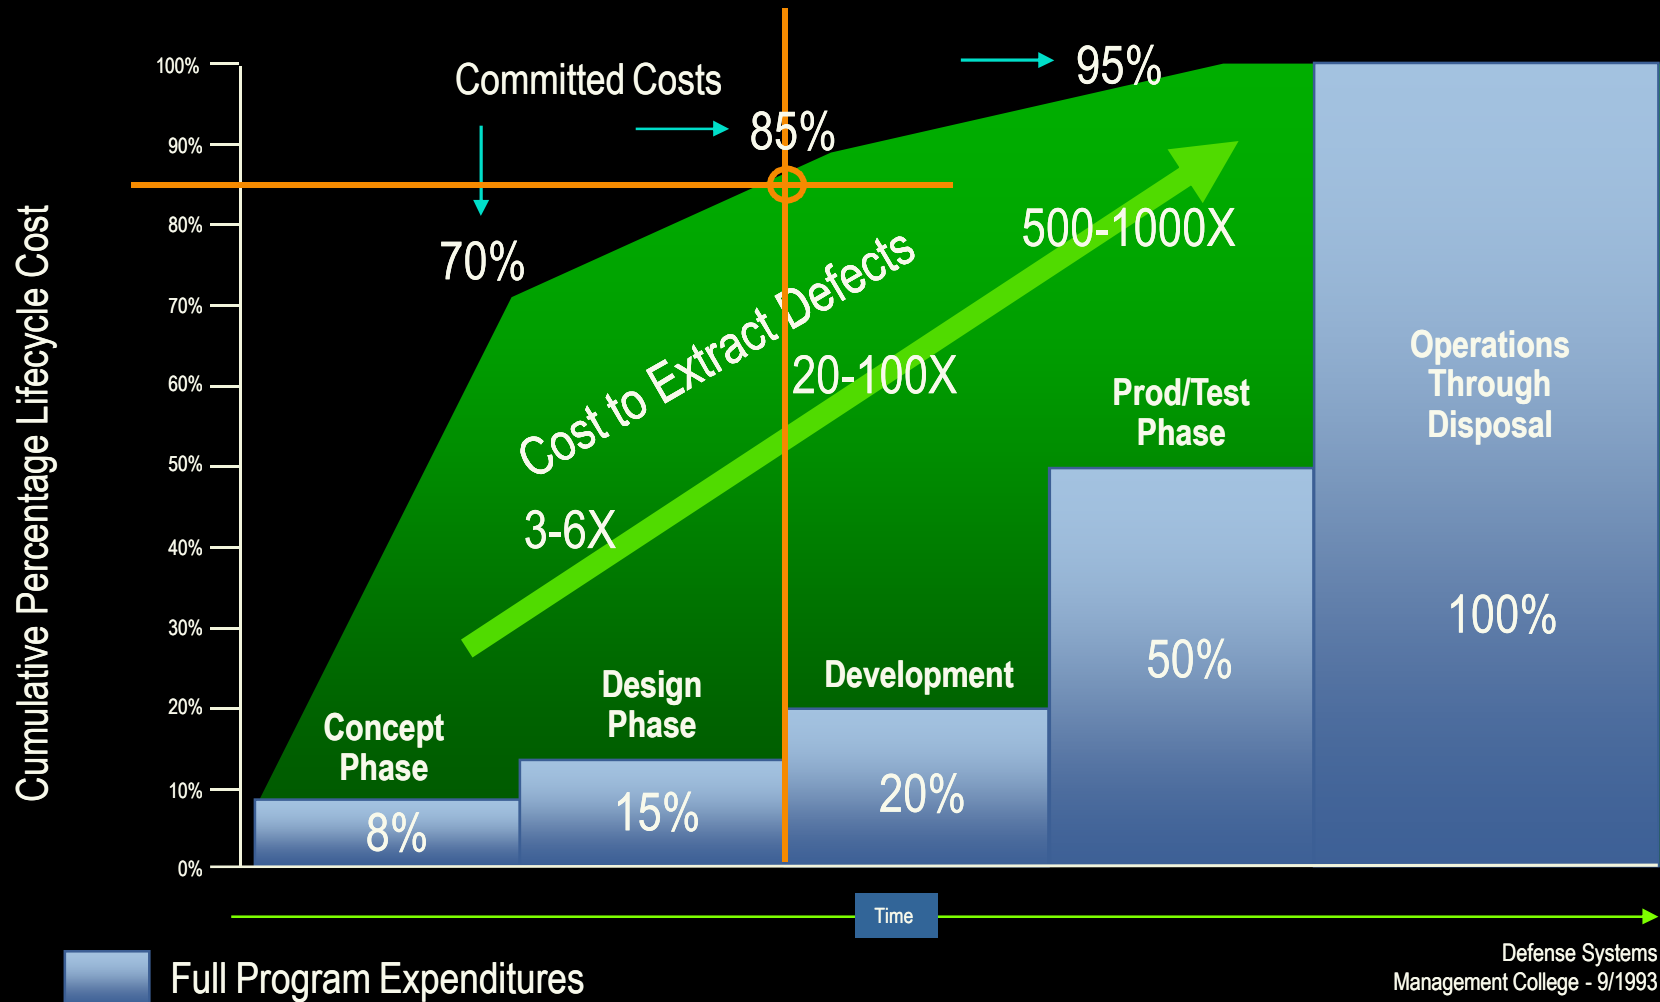 Cumulative Percentage Lifecycle Cost
100%
90%
80%
70%
60%
50%
40%
30%
20%
10%
0%
Committed Costs
70%
85%
95%
Cost to Extract Defects
3-6X
20-100X
500-1000X
Concept
Phase
8%
Design
Phase
15%
Development
20%
Prod/Test
Phase
50%
Operations
Through
Disposal
100%
Time
Full Program Expenditures
Defense Systems
Management College - 9/1993